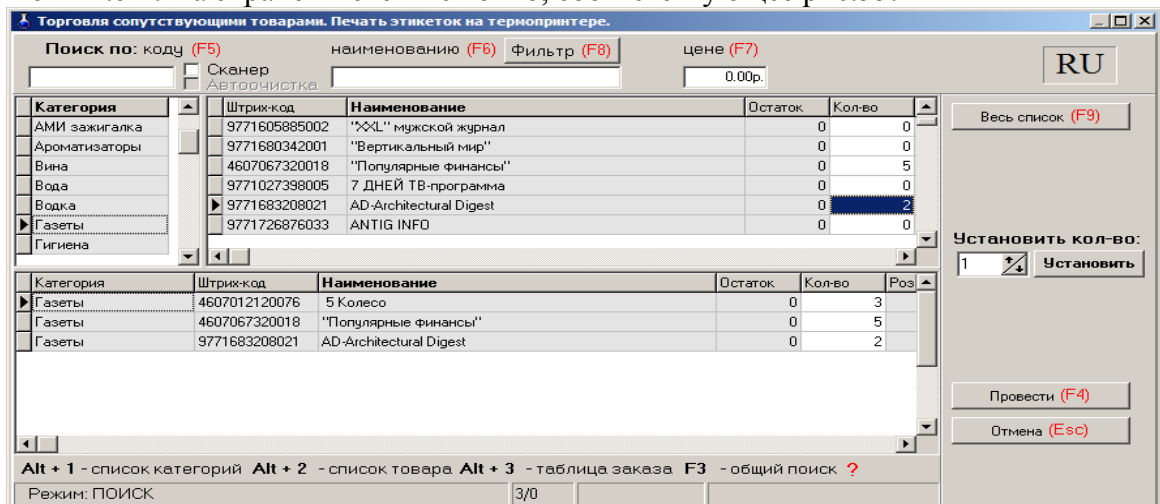 Торговля сопутствующими товарами. Печать этикеток на термопринтере.
Поиск по: коду (F5) наименованию (F6) Фильтр (F8) цене (F7)
Сканер 0.00р. RU
Автоочистка
Категория Штрих-код Наименование Остаток Кол-во
Весь список (F9)
АМИ зажигалка 9771605885002 "XXL" мужской журнал 0 0
Ароматизаторы 9771680342001 "Вертикальный мир" 0 0
Вина 4607067320018 "Популярные финансы" 0 5
Вода 9771027398005 7 ДНЕЙ ТВ-программа 0 0
Водка 9771683208021 AD-Architectural Digest 0 2
Газеты 9771726876033 ANTIG INFO 0 0
Гигиена
Установить кол-во:
1 Установить
Категория Штрих-код Наименование Остаток Кол-во Роз
Газеты 4607012120076 5 Колесо 0 3
Газеты 4607067320018 "Популярные финансы" 0 5
Газеты 9771683208021 AD-Architectural Digest 0 2
Провести (F4)
Отмена (Esc)
Alt + 1 - список категорий Alt + 2 - список товара Alt + 3 - таблица заказа F3 - общий поиск ?
Режим: ПОИСК 3/0